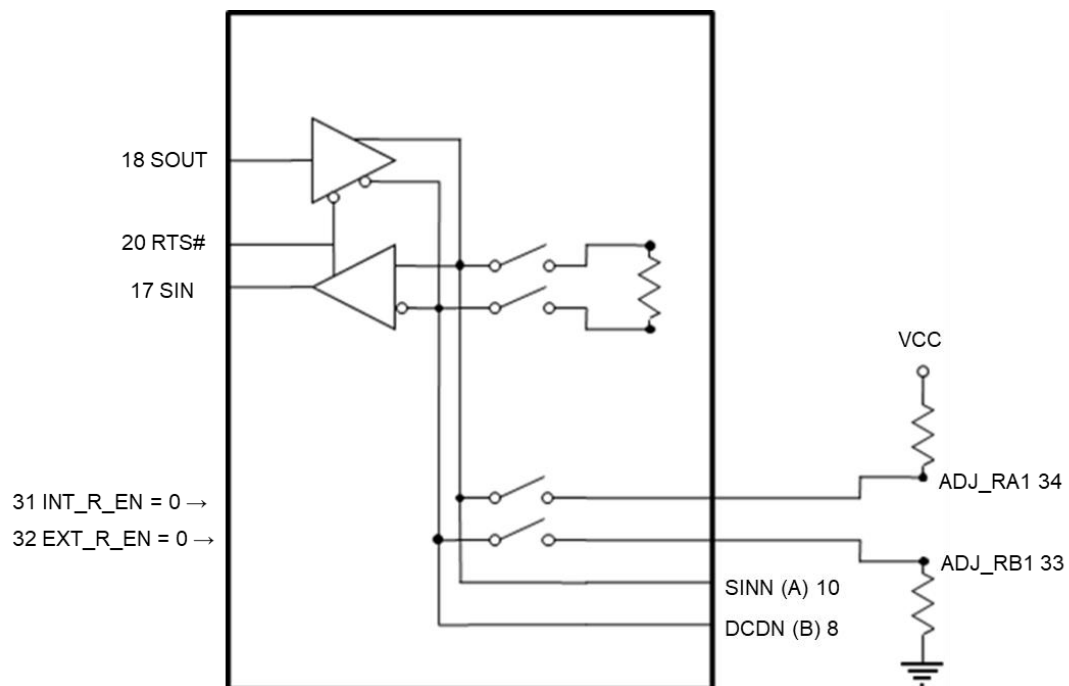 18 SOUT
20 RTS#
17 SIN
VCC
ADJ_RA1 34
31 INT_R_EN = 0 →
32 EXT_R_EN = 0 →
ADJ_RB1 33
SINN (A) 10
DCDN (B) 8